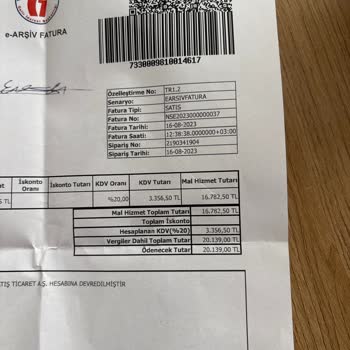 e-ARŞİV FATURA
7330009810014617
Özelleştirme No: TR1.2
Senaryo: EARSIVFATURA
Fatura Tipi: SATIS
Fatura No: NSE2023000000037
Fatura Tarihi: 16-08-2023
Fatura Saati: 12:38:38.0000000+03:00
Sipariş No: 2190341904
Sipariş Tarihi: 16-08-2023
İskonto Oranı İskonto Tutarı KDV Oranı KDV Tutarı Mal Hizmet Tutarı
TL %20,00 3.356,50 TL 16.782,50 TL
Mal Hizmet Toplam Tutarı 16.782,50 TL
Toplam İskonto
Hesaplanan KDV(%20) 3.356,50 TL
Vergiler Dahil Toplam Tutar 20.139,00 TL
Ödenecek Tutar 20.139,00 TL
TIŞ TİCARET A.Ş. HESABINA DEVREDİLMİŞTİR